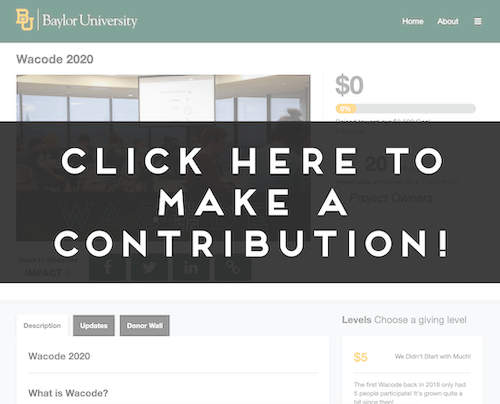 BU Baylor University
Home About
Wacode 2020
$0
0%
CLICK HERE TO
MAKE A
CONTRIBUTION!
Project Owners
IMPACT
Description Updates Donor Wall
Levels Choose a giving level
Wacode 2020
$5 We Didn't Start with Much!
What is Wacode?
The first Wacode back in 2016 only had
5 people participate! It's grown quite a
bit since then!